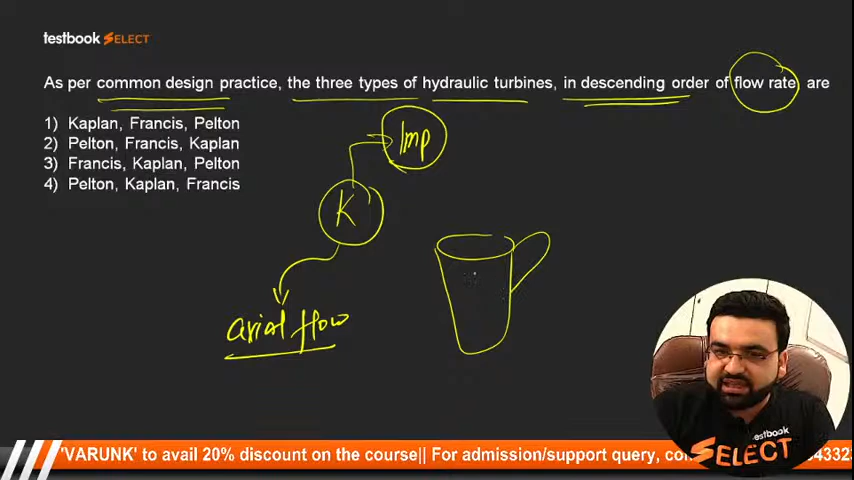 testbook SELECT
As per common design practice, the three types of hydraulic turbines, in descending order of flow rate are
1) Kaplan, Francis, Pelton
2) Pelton, Francis, Kaplan
3) Francis, Kaplan, Pelton
4) Pelton, Kaplan, Francis
Imp
K
axial flow
testbook
SELECT
'VARUNK' to avail 20% discount on the course|| For admission/support query, con